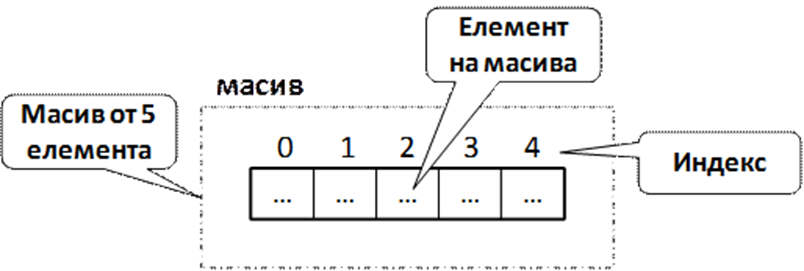 Елемент
на масива
масив
Масив от 5
елемента
0 1 2 3 4
Индекс
... ... ... ... ...